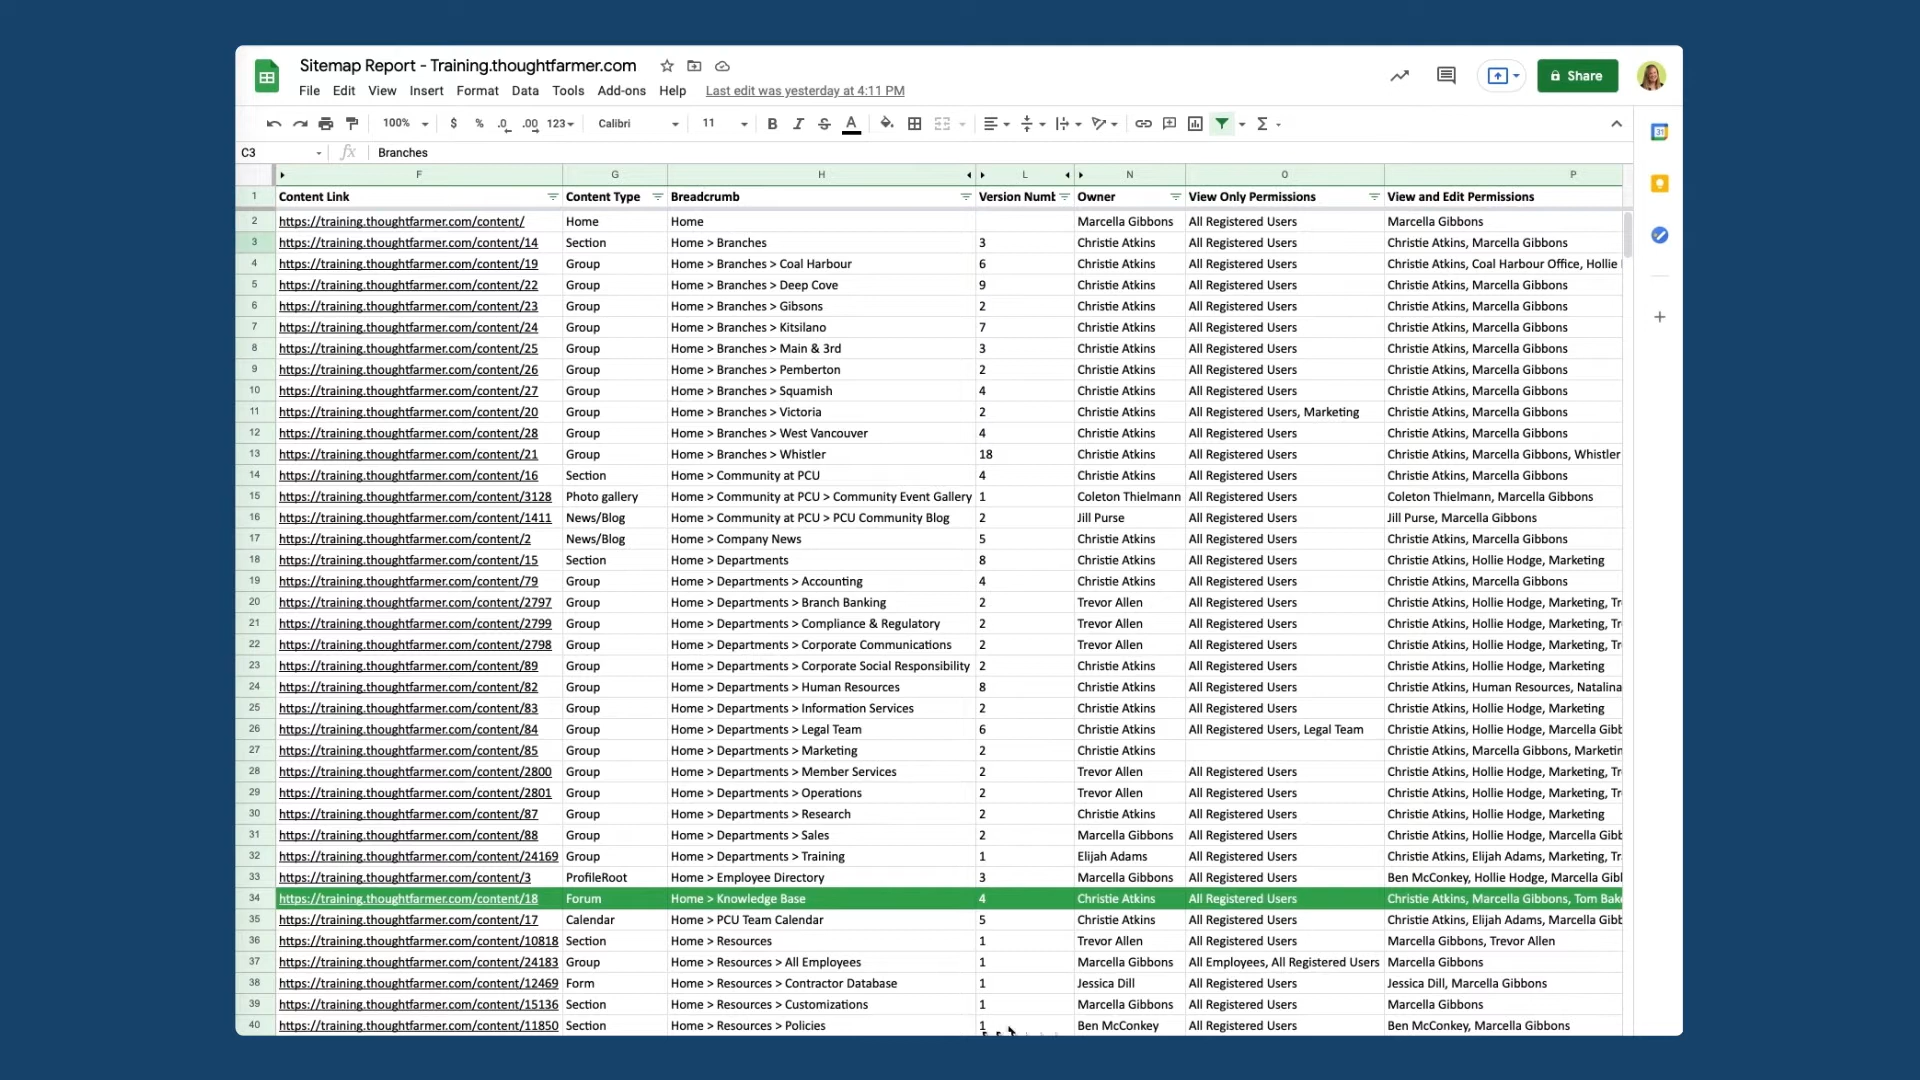 Sitemap Report - Training.thoughtfarmer.com
Share
File Edit View Insert Format Data Tools Add-ons Help Last edit was yesterday at 4:11 PM
100% $ % .0 .00 123 Calibri 11 B I S A Σ
31
C3 fx Branches
F G H L N O P
1 Content Link Content Type Breadcrumb Version Numb Owner View Only Permissions View and Edit Permissions
2 https://training.thoughtfarmer.com/content/ Home Home Marcella Gibbons All Registered Users Marcella Gibbons
3 https://training.thoughtfarmer.com/content/14 Section Home > Branches 3 Christie Atkins All Registered Users Christie Atkins, Marcella Gibbons
4 https://training.thoughtfarmer.com/content/19 Group Home > Branches > Coal Harbour 6 Christie Atkins All Registered Users Christie Atkins, Coal Harbour Office, Hollie
5 https://training.thoughtfarmer.com/content/22 Group Home > Branches > Deep Cove 9 Christie Atkins All Registered Users Christie Atkins, Marcella Gibbons
6 https://training.thoughtfarmer.com/content/23 Group Home > Branches > Gibsons 2 Christie Atkins All Registered Users Christie Atkins, Marcella Gibbons
7 https://training.thoughtfarmer.com/content/24 Group Home > Branches > Kitsilano 7 Christie Atkins All Registered Users Christie Atkins, Marcella Gibbons
8 https://training.thoughtfarmer.com/content/25 Group Home > Branches > Main & 3rd 3 Christie Atkins All Registered Users Christie Atkins, Marcella Gibbons
9 https://training.thoughtfarmer.com/content/26 Group Home > Branches > Pemberton 2 Christie Atkins All Registered Users Christie Atkins, Marcella Gibbons
10 https://training.thoughtfarmer.com/content/27 Group Home > Branches > Squamish 4 Christie Atkins All Registered Users Christie Atkins, Marcella Gibbons
11 https://training.thoughtfarmer.com/content/20 Group Home > Branches > Victoria 2 Christie Atkins All Registered Users, Marketing Christie Atkins, Marcella Gibbons
12 https://training.thoughtfarmer.com/content/28 Group Home > Branches > West Vancouver 4 Christie Atkins All Registered Users Christie Atkins, Marcella Gibbons
13 https://training.thoughtfarmer.com/content/21 Group Home > Branches > Whistler 18 Christie Atkins All Registered Users Christie Atkins, Marcella Gibbons, Whistler
14 https://training.thoughtfarmer.com/content/16 Section Home > Community at PCU 4 Christie Atkins All Registered Users Christie Atkins, Marcella Gibbons
15 https://training.thoughtfarmer.com/content/3128 Photo gallery Home > Community at PCU > Community Event Gallery 1 Coleton Thielmann All Registered Users Coleton Thielmann, Marcella Gibbons
16 https://training.thoughtfarmer.com/content/1411 News/Blog Home > Community at PCU > PCU Community Blog 2 Jill Purse All Registered Users Jill Purse, Marcella Gibbons
17 https://training.thoughtfarmer.com/content/2 News/Blog Home > Company News 5 Christie Atkins All Registered Users Christie Atkins, Marcella Gibbons
18 https://training.thoughtfarmer.com/content/15 Section Home > Departments 8 Christie Atkins All Registered Users Christie Atkins, Hollie Hodge, Marketing
19 https://training.thoughtfarmer.com/content/79 Group Home > Departments > Accounting 4 Christie Atkins All Registered Users Christie Atkins, Marcella Gibbons
20 https://training.thoughtfarmer.com/content/2797 Group Home > Departments > Branch Banking 2 Trevor Allen All Registered Users Christie Atkins, Hollie Hodge, Marketing, Tr
21 https://training.thoughtfarmer.com/content/2799 Group Home > Departments > Compliance & Regulatory 2 Trevor Allen All Registered Users Christie Atkins, Hollie Hodge, Marketing, Tr
22 https://training.thoughtfarmer.com/content/2798 Group Home > Departments > Corporate Communications 2 Trevor Allen All Registered Users Christie Atkins, Hollie Hodge, Marketing, Tr
23 https://training.thoughtfarmer.com/content/89 Group Home > Departments > Corporate Social Responsibility 2 Christie Atkins All Registered Users Christie Atkins, Hollie Hodge, Marketing
24 https://training.thoughtfarmer.com/content/82 Group Home > Departments > Human Resources 8 Christie Atkins All Registered Users Christie Atkins, Human Resources, Natalina
25 https://training.thoughtfarmer.com/content/83 Group Home > Departments > Information Services 2 Christie Atkins All Registered Users Christie Atkins, Hollie Hodge, Marketing
26 https://training.thoughtfarmer.com/content/84 Group Home > Departments > Legal Team 6 Christie Atkins All Registered Users, Legal Team Christie Atkins, Hollie Hodge, Marcella Gibb
27 https://training.thoughtfarmer.com/content/85 Group Home > Departments > Marketing 2 Christie Atkins Christie Atkins, Marcella Gibbons, Marketin
28 https://training.thoughtfarmer.com/content/2800 Group Home > Departments > Member Services 2 Trevor Allen All Registered Users Christie Atkins, Hollie Hodge, Marketing, Tr
29 https://training.thoughtfarmer.com/content/2801 Group Home > Departments > Operations 2 Trevor Allen All Registered Users Christie Atkins, Hollie Hodge, Marketing, Tr
30 https://training.thoughtfarmer.com/content/87 Group Home > Departments > Research 2 Christie Atkins All Registered Users Christie Atkins, Hollie Hodge, Marketing
31 https://training.thoughtfarmer.com/content/88 Group Home > Departments > Sales 2 Marcella Gibbons All Registered Users Christie Atkins, Hollie Hodge, Marcella Gibb
32 https://training.thoughtfarmer.com/content/24169 Group Home > Departments > Training 1 Elijah Adams All Registered Users Christie Atkins, Elijah Adams, Marketing, Tr
33 https://training.thoughtfarmer.com/content/3 ProfileRoot Home > Employee Directory 3 Marcella Gibbons All Registered Users Ben McConkey, Hollie Hodge, Marcella Gibl
34 https://training.thoughtfarmer.com/content/18 Forum Home > Knowledge Base 4 Christie Atkins All Registered Users Christie Atkins, Marcella Gibbons, Tom Bake
35 https://training.thoughtfarmer.com/content/17 Calendar Home > PCU Team Calendar 5 Christie Atkins All Registered Users Christie Atkins, Elijah Adams, Marcella Gibb
36 https://training.thoughtfarmer.com/content/10818 Section Home > Resources 1 Trevor Allen All Registered Users Marcella Gibbons, Trevor Allen
37 https://training.thoughtfarmer.com/content/24183 Group Home > Resources > All Employees 1 Marcella Gibbons All Employees, All Registered Users Marcella Gibbons
38 https://training.thoughtfarmer.com/content/12469 Form Home > Resources > Contractor Database 1 Jessica Dill All Registered Users Jessica Dill, Marcella Gibbons
39 https://training.thoughtfarmer.com/content/15136 Section Home > Resources > Customizations 1 Marcella Gibbons All Registered Users Marcella Gibbons
40 https://training.thoughtfarmer.com/content/11850 Section Home > Resources > Policies 1 Ben McConkey All Registered Users Ben McConkey, Marcella Gibbons